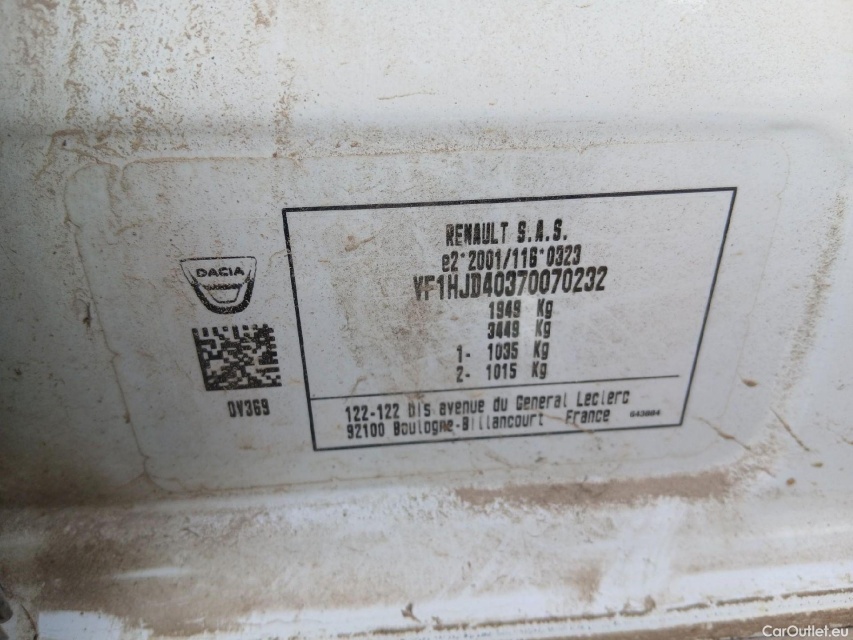 RENAULT S.A.S.
e2*2001/116*0323
VF1HJD40370070232
1949 Kg
3449 Kg
1- 1035 Kg
2- 1015 Kg
DACIA
DV369
122-122 bis avenue du General Leclerc
92100 Boulogne-Billancourt France
CarOutlet.eu